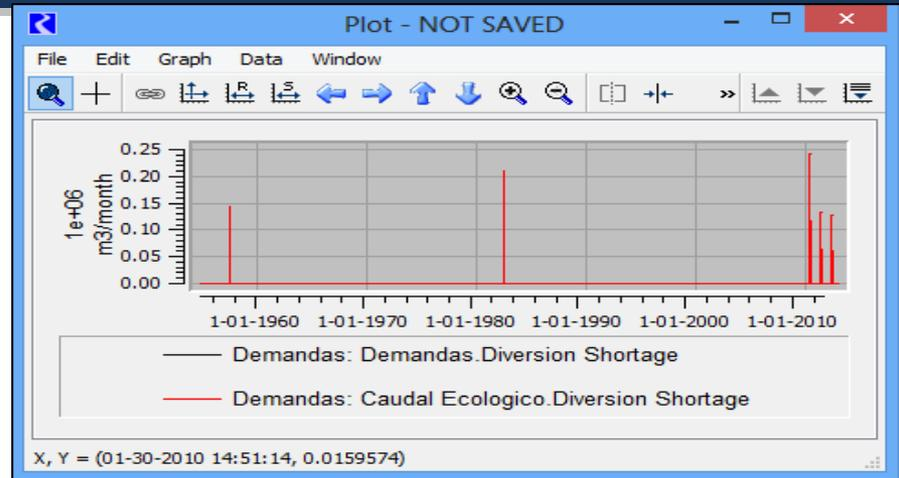 Plot - NOT SAVED
File Edit Graph Data Window
R S
0.25
0.20
0.15
0.10
0.05
0.00
1e+06
m3/month
1-01-1960 1-01-1970 1-01-1980 1-01-1990 1-01-2000 1-01-2010
Demandas: Demandas.Diversion Shortage
Demandas: Caudal Ecologico.Diversion Shortage
X, Y = (01-30-2010 14:51:14, 0.0159574)